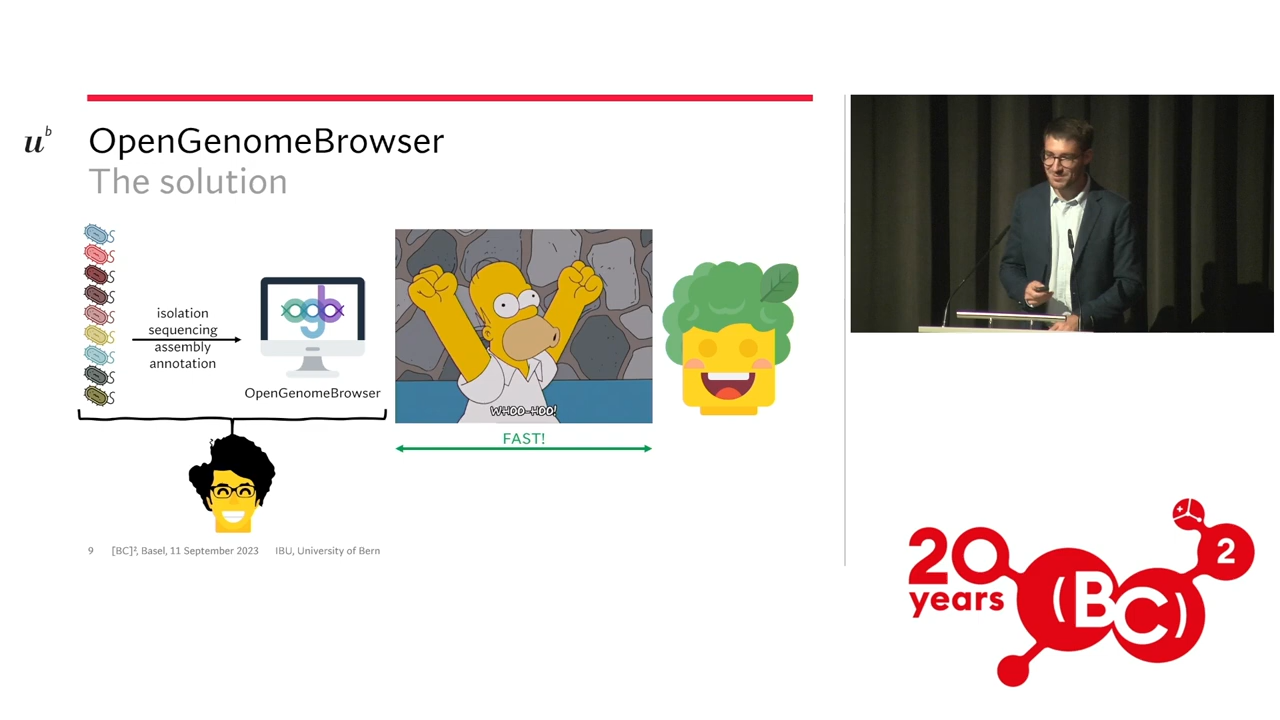 u^b
OpenGenomeBrowser
The solution
isolation
sequencing
assembly
annotation
ogb
OpenGenomeBrowser
WHOO-HOO!
FAST!
9 [BC]², Basel, 11 September 2023 IBU, University of Bern
20
years
(BC)
2